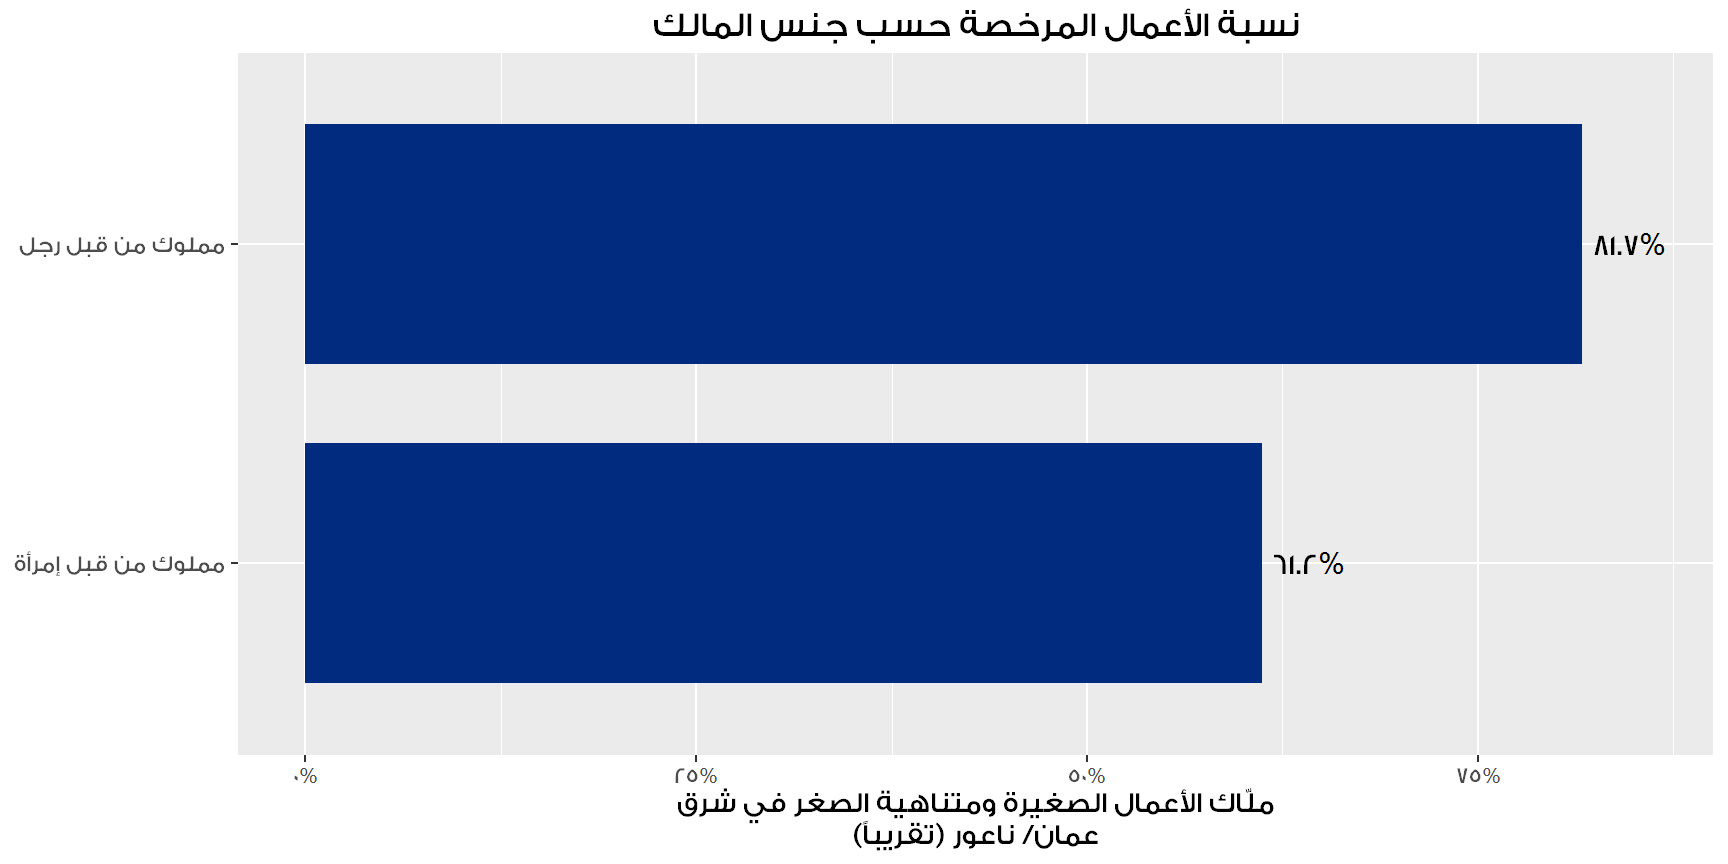 نسبة الأعمال المرخصة حسب جنس المالك
مملوك من قبل رجل
٨١.٧%
مملوك من قبل إمرأة
٦١.٢%
٠%
٢٥%
٥٠%
٧٥%
ملّاك الأعمال الصغيرة ومتناهية الصغر في شرق
عمان/ ناعور (تقريباً)